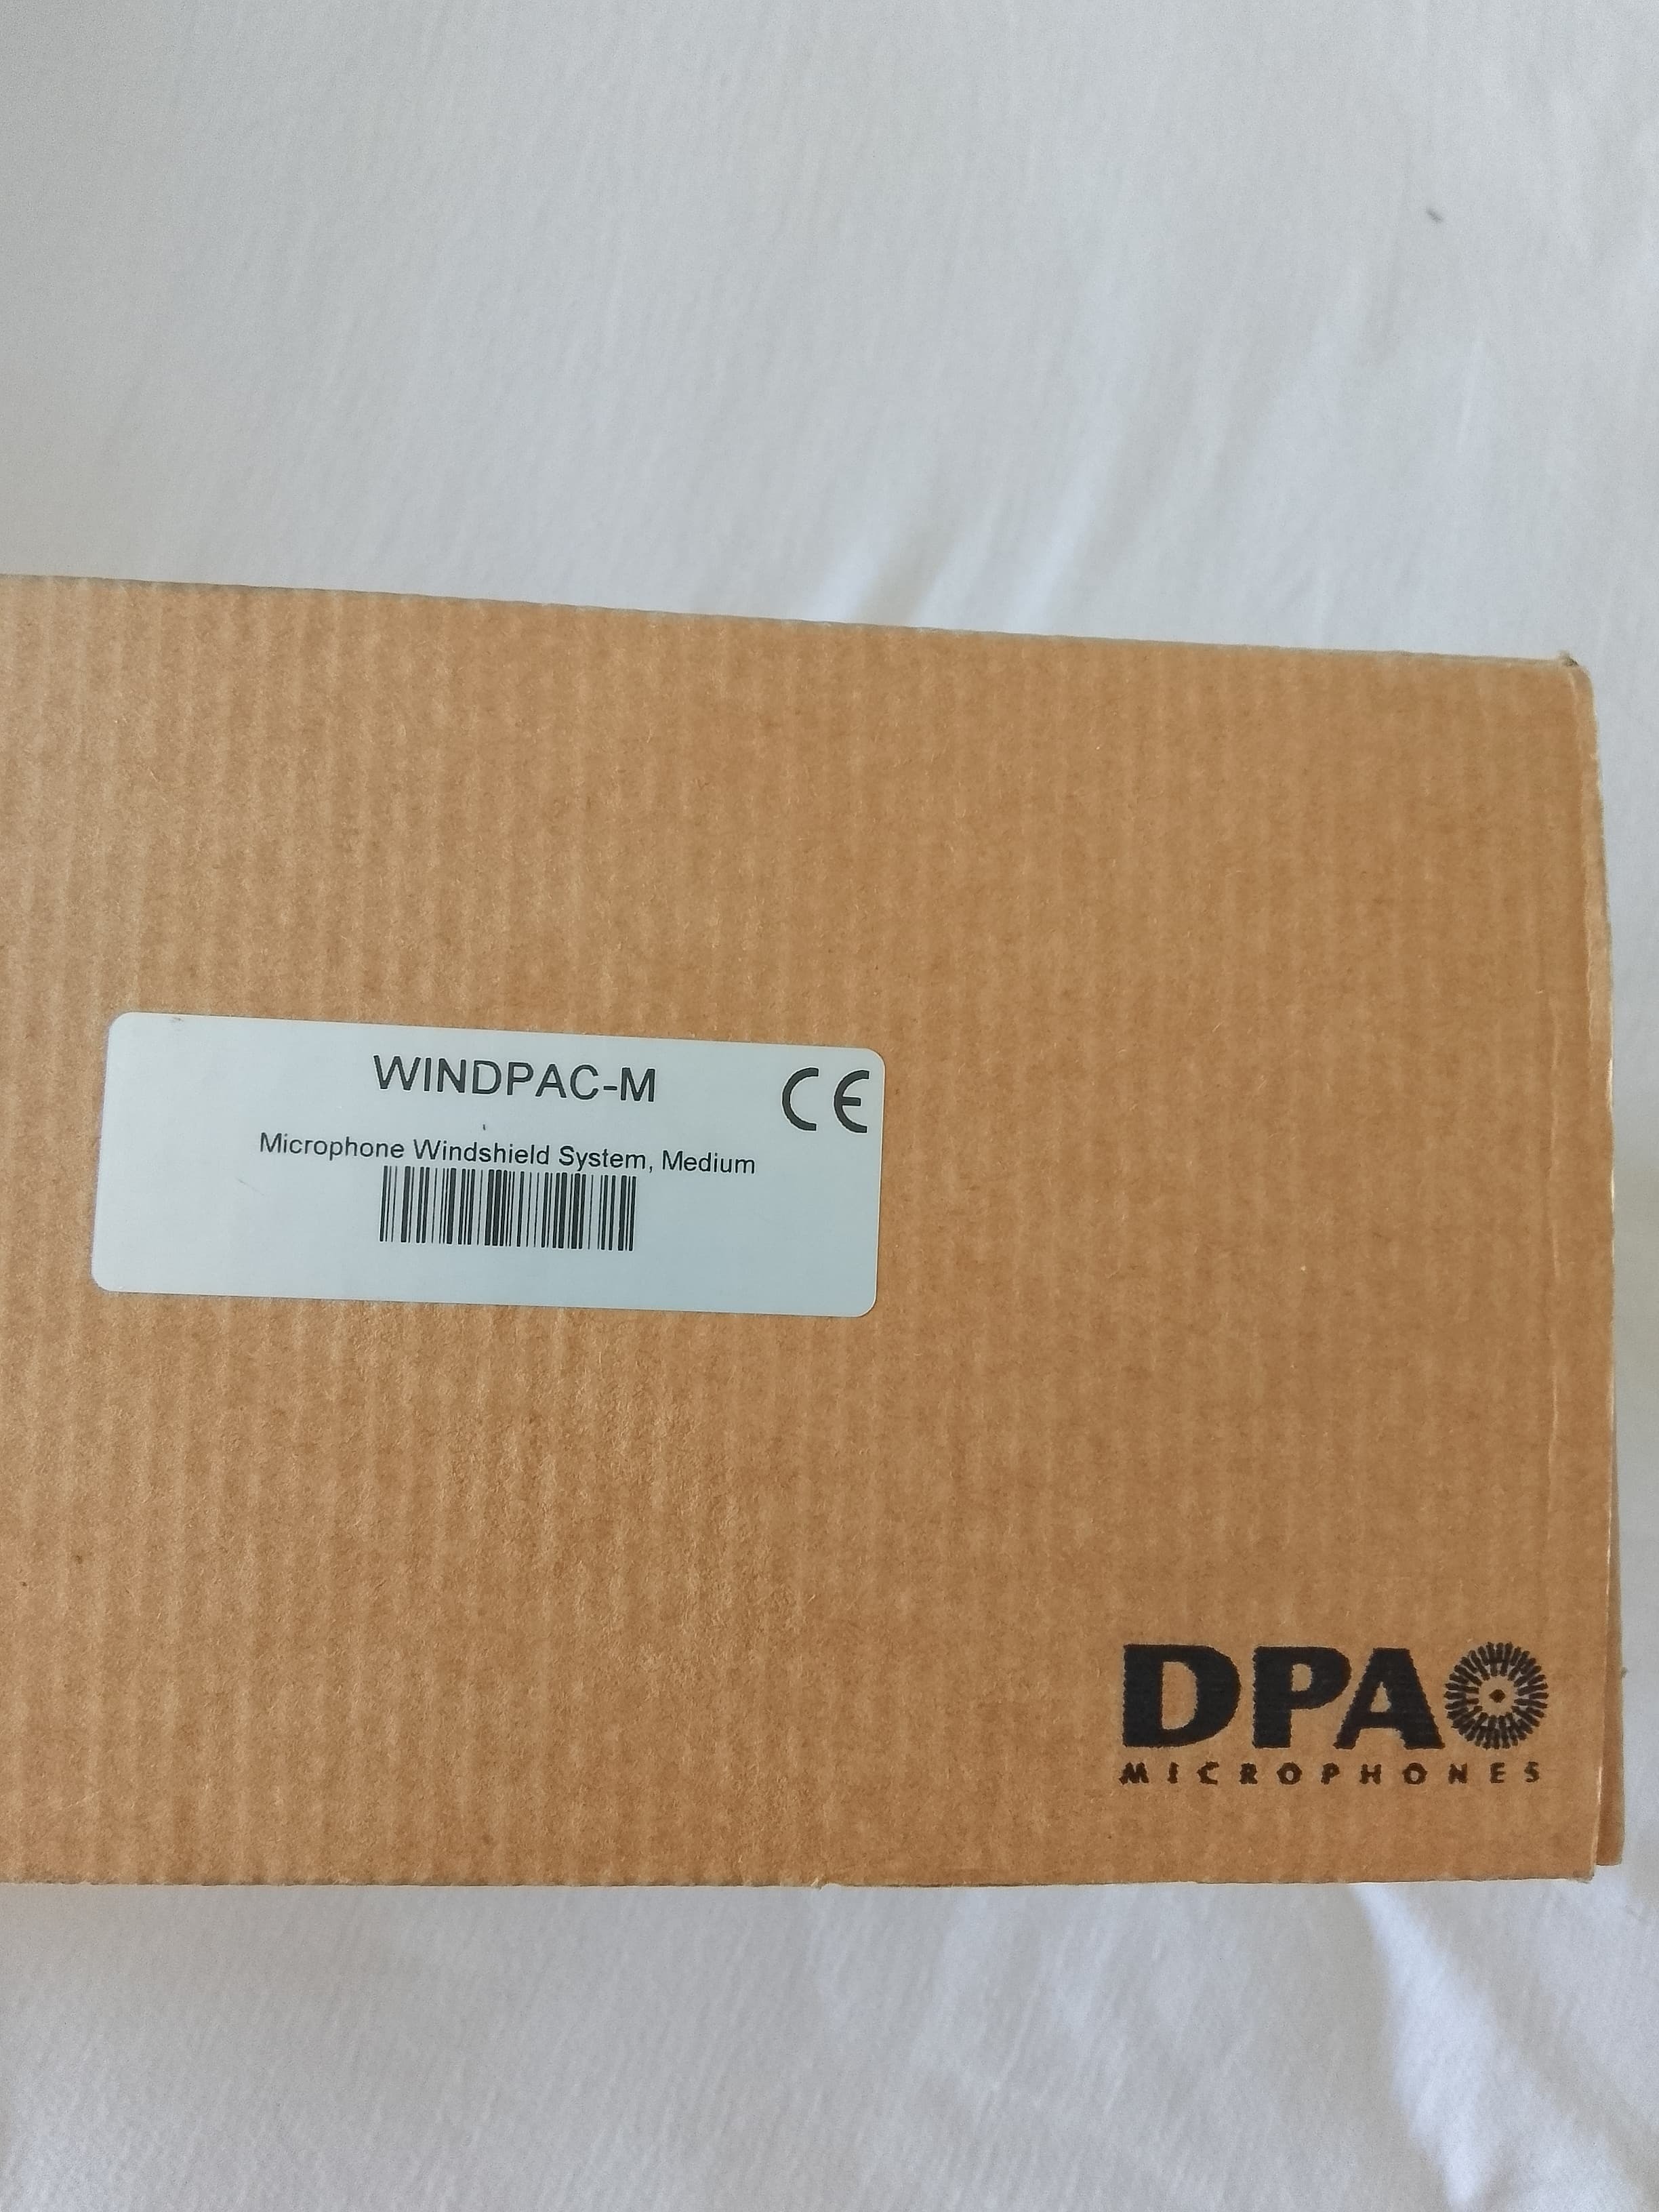 WINDPAC-M
CE
Microphone Windshield System, Medium
DPA
MICROPHONES